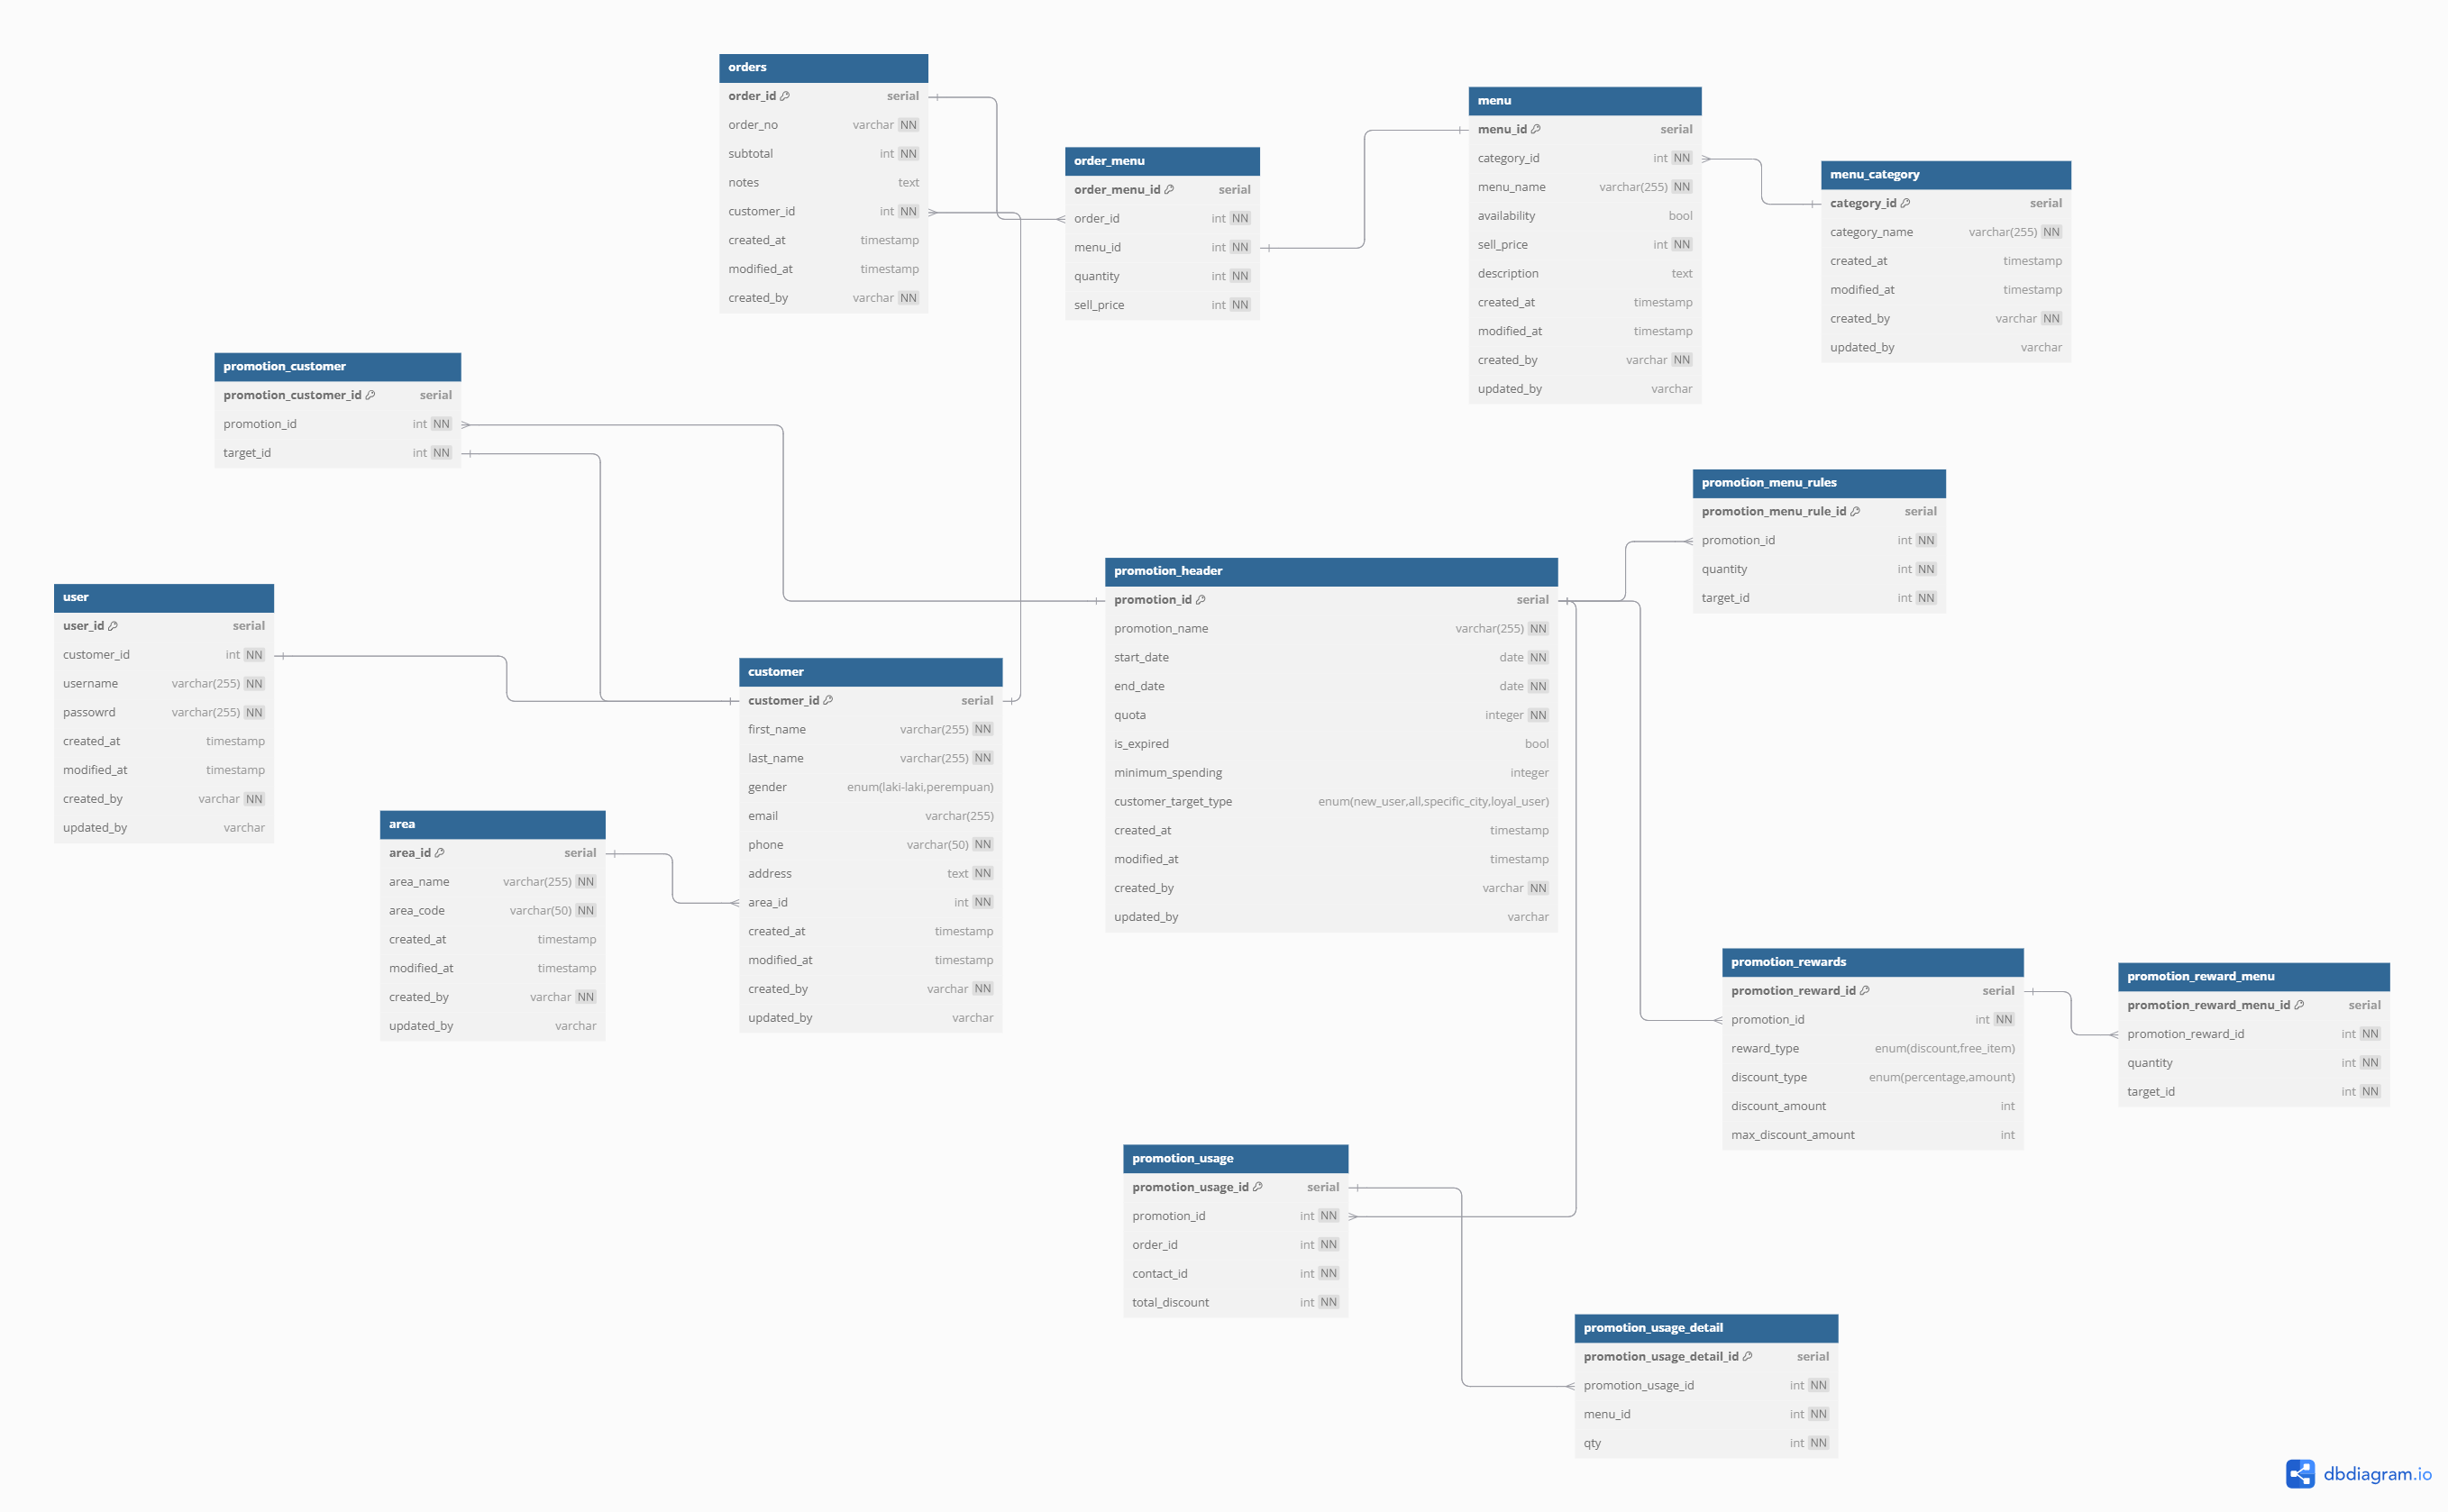 orders
order_id serial
order_no varchar NN
subtotal int NN
notes text
customer_id int NN
created_at timestamp
modified_at timestamp
created_by varchar NN
order_menu
order_menu_id serial
order_id int NN
menu_id int NN
quantity int NN
sell_price int NN
menu
menu_id serial
category_id int NN
menu_name varchar(255) NN
availability bool
sell_price int NN
description text
created_at timestamp
modified_at timestamp
created_by varchar NN
updated_by varchar
menu_category
category_id serial
category_name varchar(255) NN
created_at timestamp
modified_at timestamp
created_by varchar NN
updated_by varchar
promotion_customer
promotion_customer_id serial
promotion_id int NN
target_id int NN
promotion_menu_rules
promotion_menu_rule_id serial
promotion_id int NN
quantity int NN
target_id int NN
user
user_id serial
customer_id int NN
username varchar(255) NN
passowrd varchar(255) NN
created_at timestamp
modified_at timestamp
created_by varchar NN
updated_by varchar
promotion_header
promotion_id serial
promotion_name varchar(255) NN
start_date date NN
end_date date NN
quota integer NN
is_expired bool
minimum_spending integer
customer_target_type enum(new_user,all,specific_city,loyal_user)
created_at timestamp
modified_at timestamp
created_by varchar NN
updated_by varchar
customer
customer_id serial
first_name varchar(255) NN
last_name varchar(255) NN
gender enum(laki-laki,perempuan)
email varchar(255)
phone varchar(50) NN
address text NN
area_id int NN
created_at timestamp
modified_at timestamp
created_by varchar NN
updated_by varchar
area
area_id serial
area_name varchar(255) NN
area_code varchar(50) NN
created_at timestamp
modified_at timestamp
created_by varchar NN
updated_by varchar
promotion_rewards
promotion_reward_id serial
promotion_id int NN
reward_type enum(discount,free_item)
discount_type enum(percentage,amount)
discount_amount int
max_discount_amount int
promotion_reward_menu
promotion_reward_menu_id serial
promotion_reward_id int NN
quantity int NN
target_id int NN
promotion_usage
promotion_usage_id serial
promotion_id int NN
order_id int NN
contact_id int NN
total_discount int NN
promotion_usage_detail
promotion_usage_detail_id serial
promotion_usage_id int NN
menu_id int NN
qty int NN
dbdiagram.io